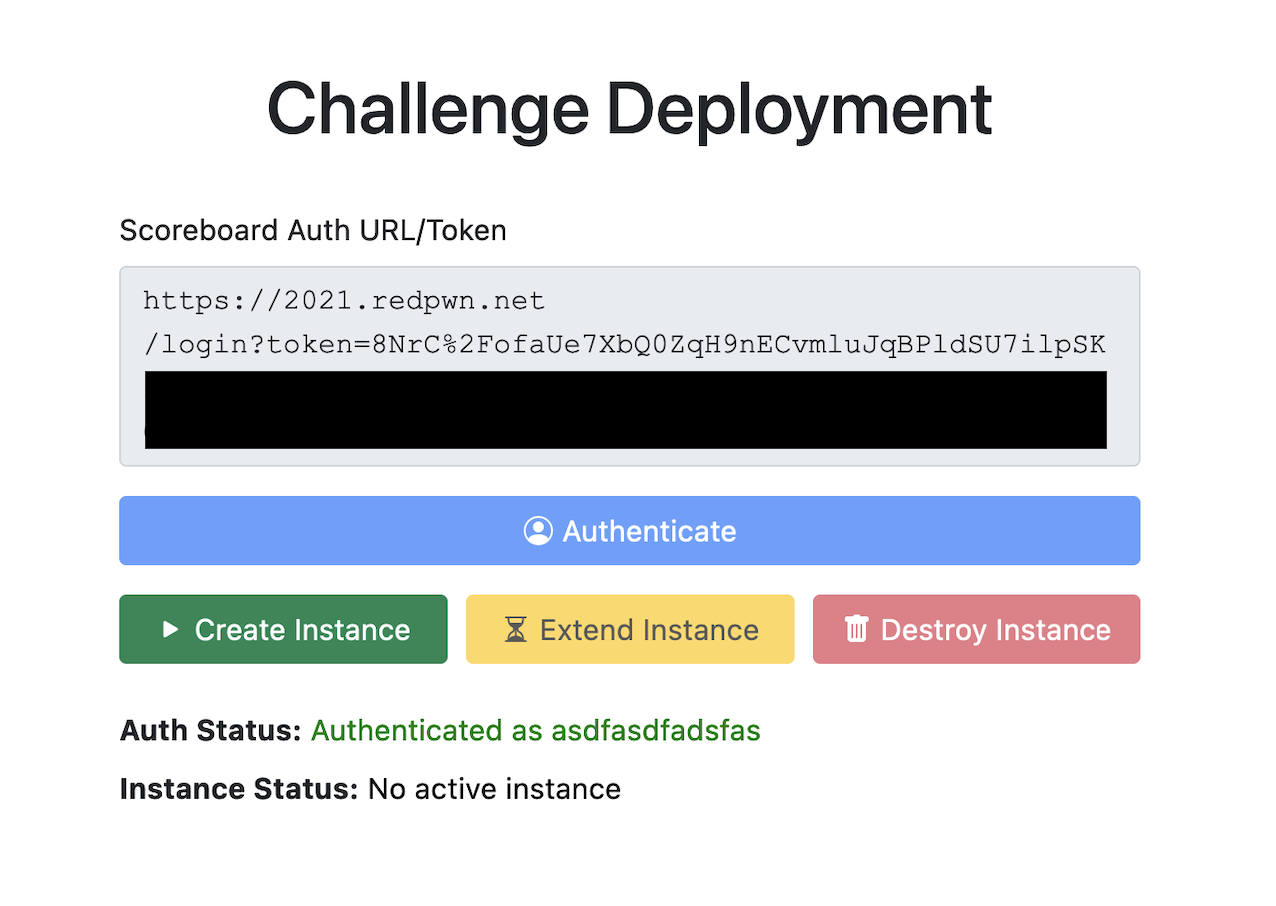 Challenge Deployment
Scoreboard Auth URL/Token
https://2021.redpwn.net
/login?token=8NrC%2FofaUe7XbQ0ZqH9nECvmluJqBPldSU7ilpSK
Authenticate
Create Instance
Extend Instance
Destroy Instance
Auth Status: Authenticated as asdfasdfadsfas
Instance Status: No active instance